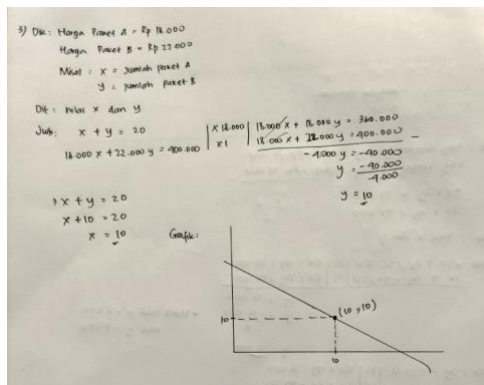 3) Dik : Harga Paket A = Rp 18.000
Harga Paket B = Rp 22.000
Misal : x = jumlah paket A
y = jumlah paket B
Dit : nilai x dan y
Jwb : x + y = 20 | x 18.000 | 18.000 x + 18.000 y = 360.000
18.000 x + 22.000 y = 400.000 | x 1 | 18.000 x + 22.000 y = 400.000 -
-4.000 y = -40.000
y = -40.000
-4.000
y = 10
x + y = 20
x + 10 = 20
x = 10
Grafik :
(10, 10)
10
10